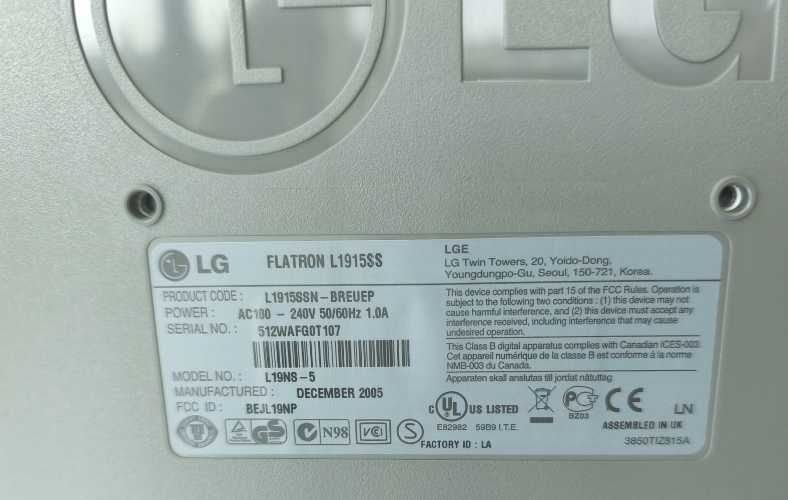 LG
LG FLATRON L1915SS
PRODUCT CODE : L1915SSN-BREUEP
POWER : AC100 - 240V 50/60Hz 1.0A
SERIAL NO. : 512WAFG0T107
MODEL NO. : L19NS-5
MANUFACTURED : DECEMBER 2005
FCC ID : BEJL19NP
N98
VCI
S
FACTORY ID : LA
LGE
LG Twin Towers, 20, Yoido-Dong,
Youngdungpo-Gu, Seoul, 150-721, Korea.
This device complies with part 15 of the FCC Rules. Operation is
subject to the following two conditions : (1) this device may not
cause harmful interference, and (2) this device must accept any
interference received, including interference that may cause
undesired operation.
This Class B digital apparatus complies with Canadian ICES-003.
Cet appareil numérique de la classe B est conforme à la norme
NMB-003 du Canada.
Apparaten skall anslutas till jordat nätuttag
C UL US LISTED
E82982 59B9 I.T.E.
BZ03
CE
LN
ASSEMBLED IN UK
3850TIZ815A